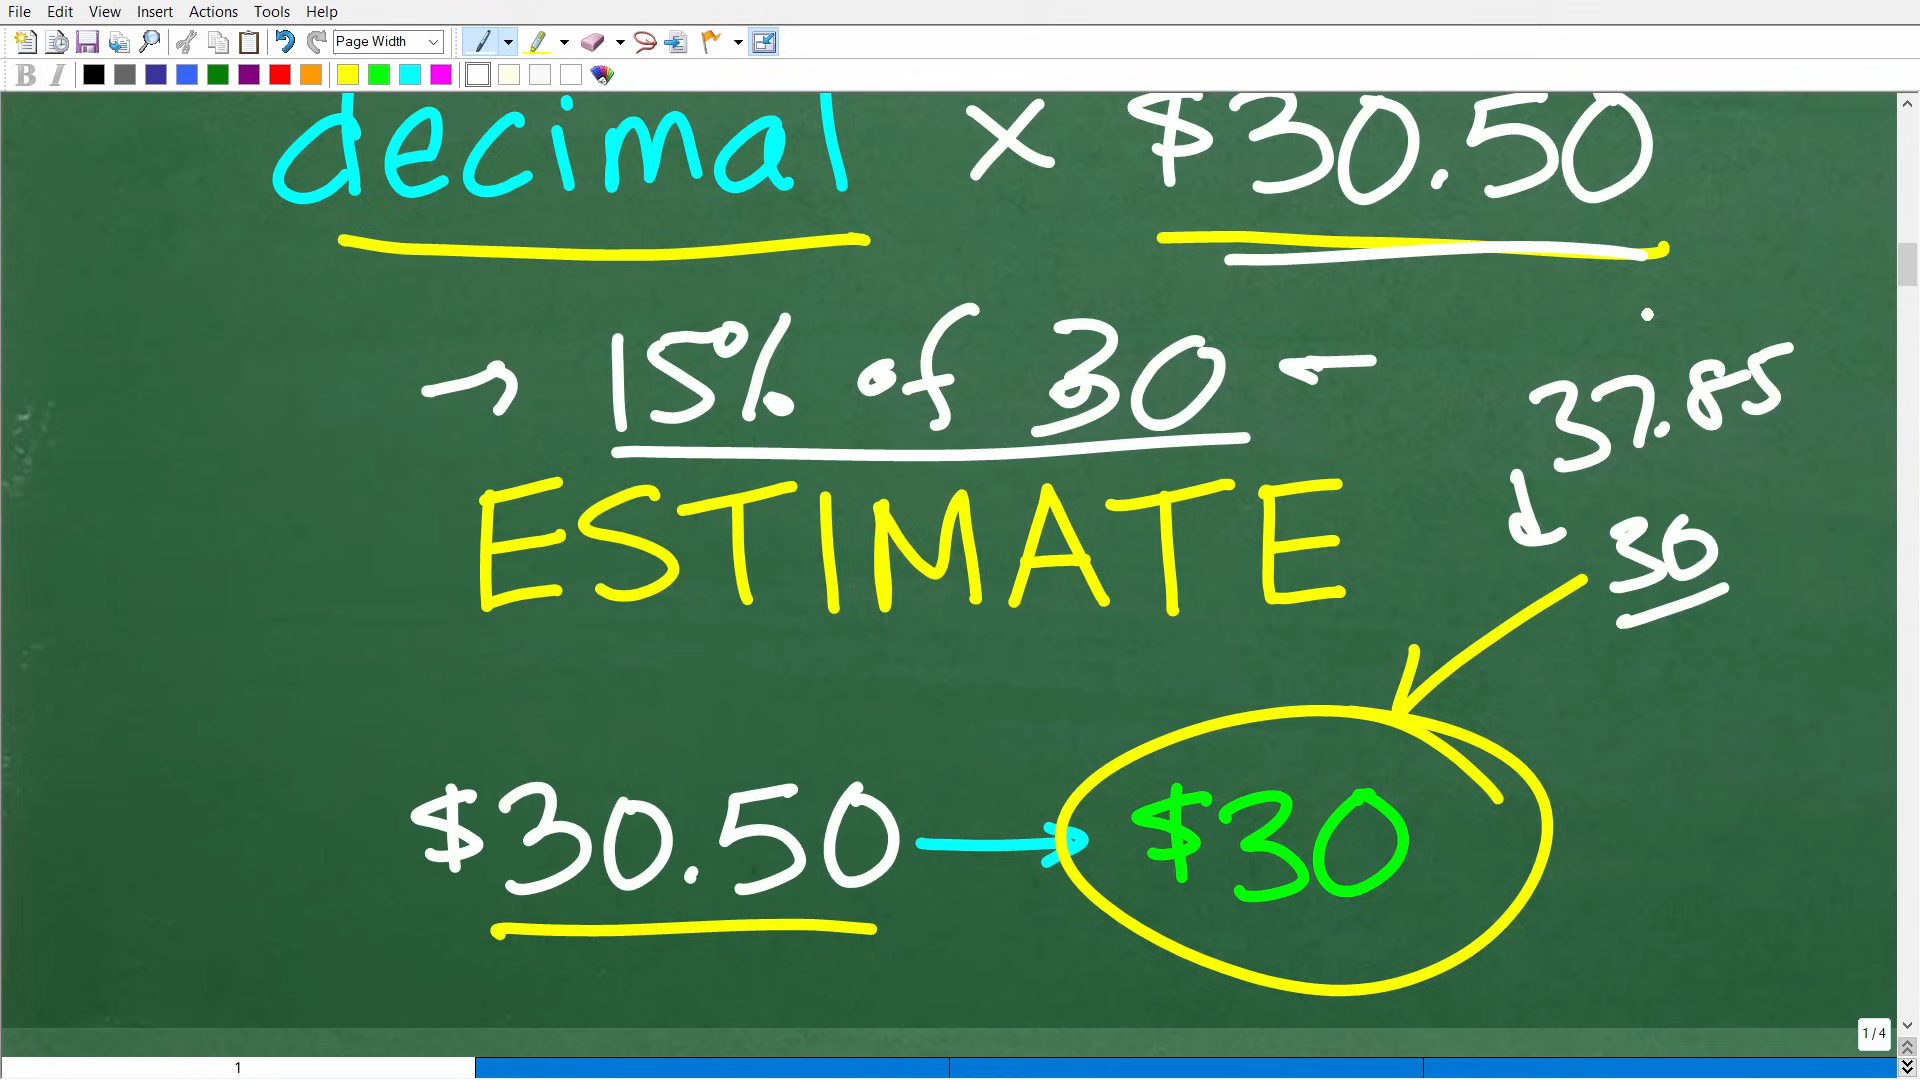 File Edit View Insert Actions Tools Help
Page Width
B I
decimal × $30.50
→ 15% of 30 ←
37.85
ESTIMATE
30
$30.50 → $30
1 / 4
1